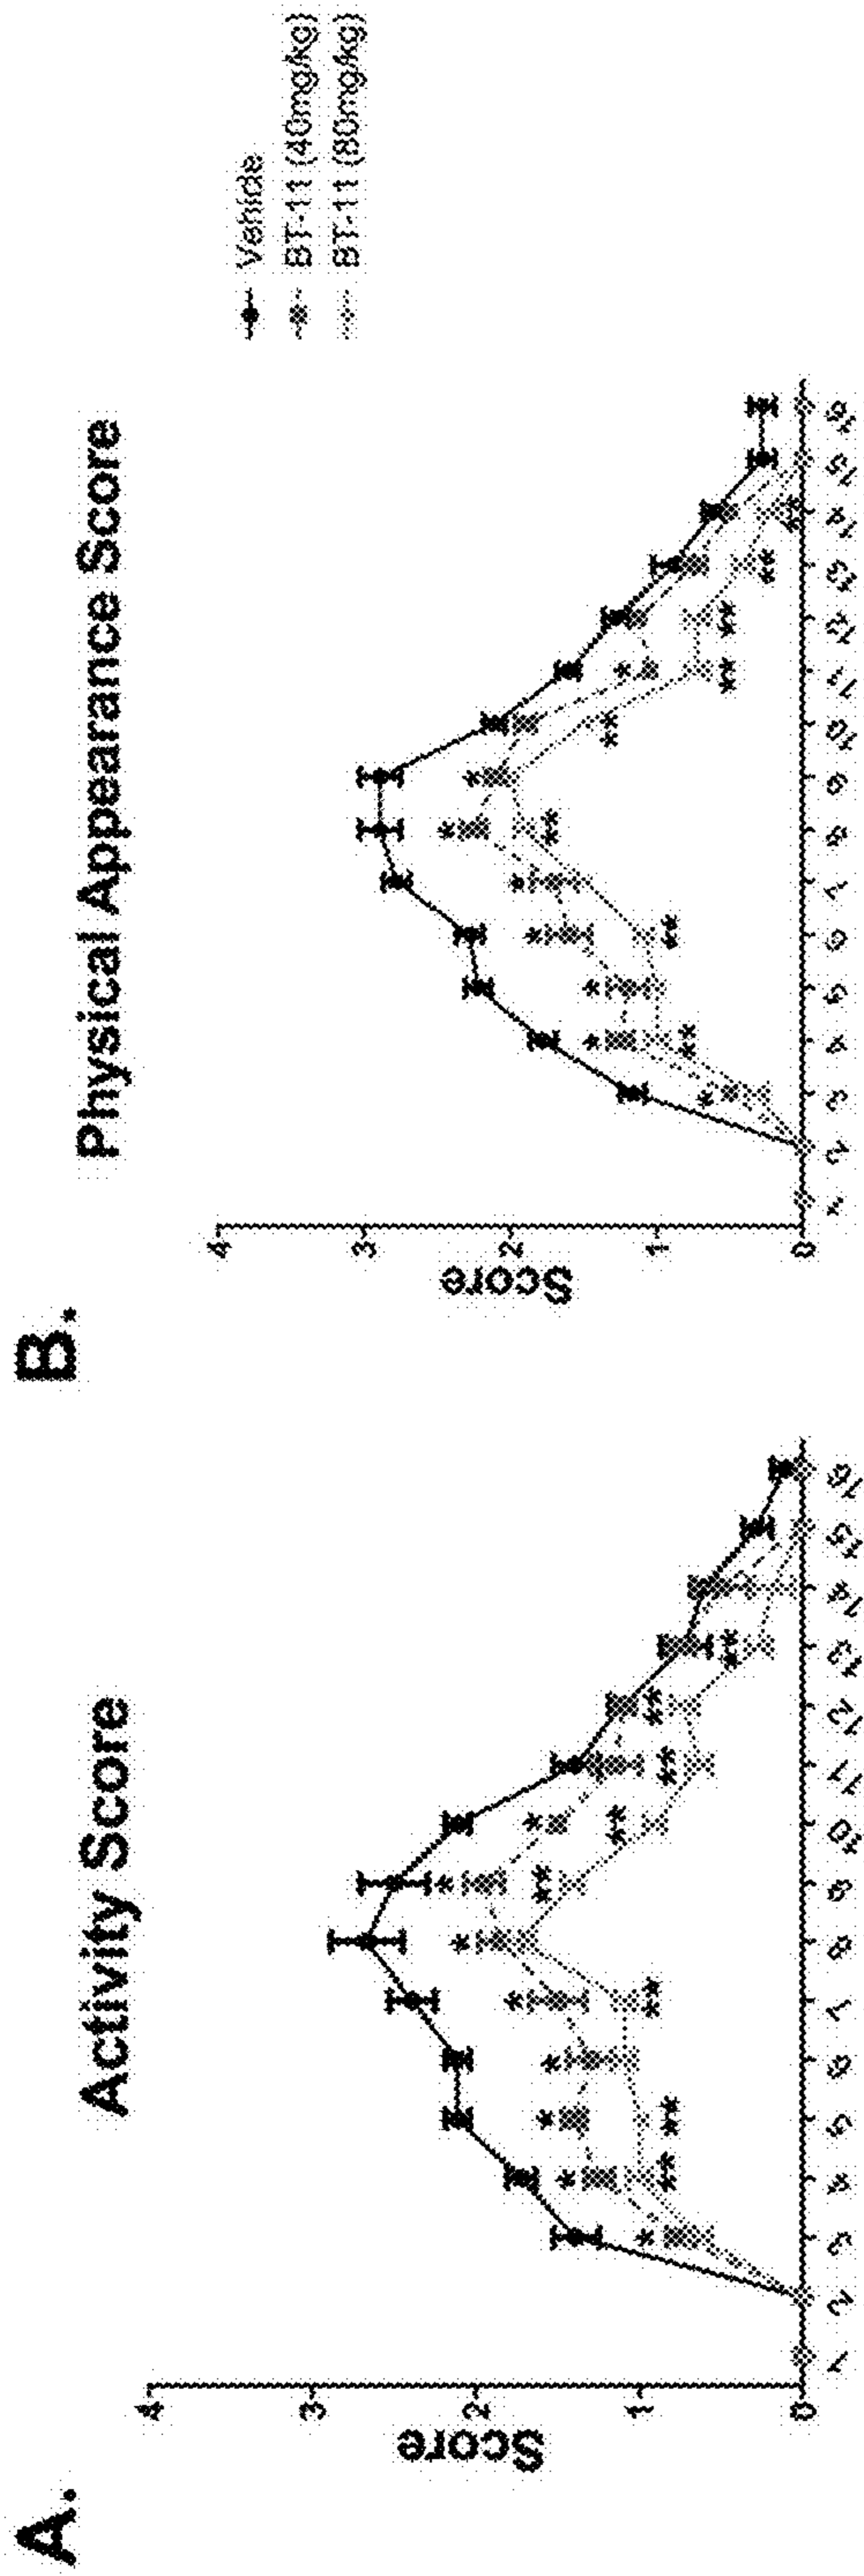 A.
Activity Score
Score
4
3
2
1
0
1 2 3 4 5 6 7 8 9 10 11 12 13 14 15 16
B.
Physical Appearance Score
Score
4
3
2
1
0
1 2 3 4 5 6 7 8 9 10 11 12 13 14 15 16
Vehicle
BT-11 (40mg/kg)
BT-11 (80mg/kg)